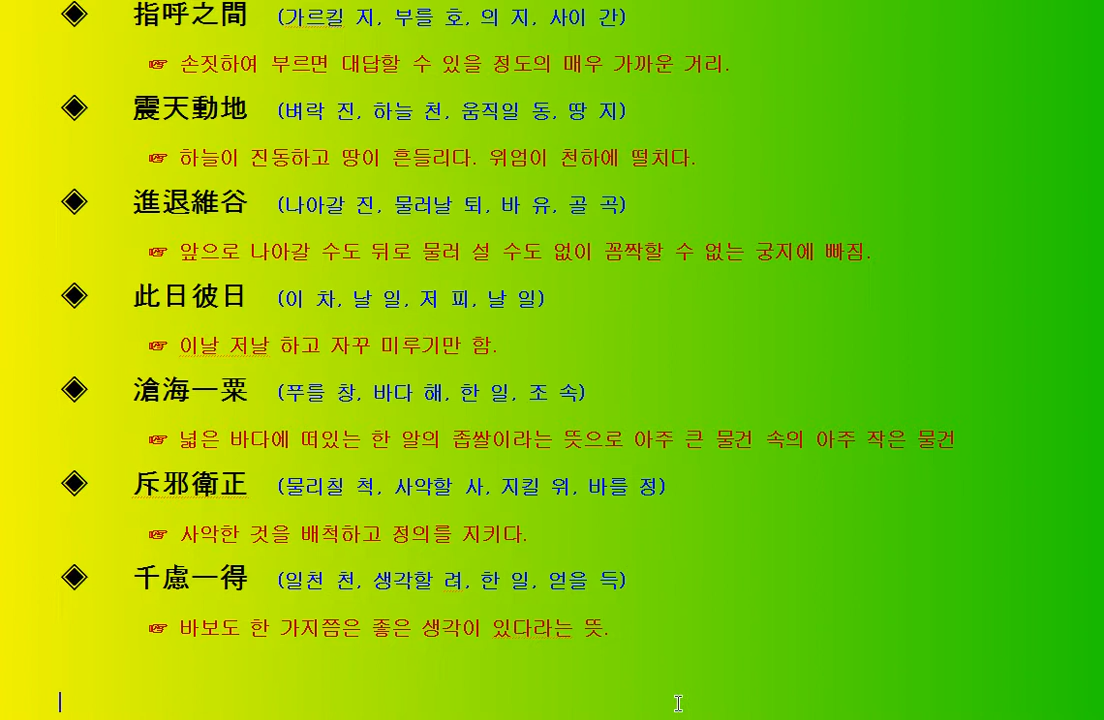 ◈ 指呼之間 (가르킬 지, 부를 호, 의 지, 사이 간)
☞ 손짓하여 부르면 대답할 수 있을 정도의 매우 가까운 거리.
◈ 震天動地 (벼락 진, 하늘 천, 움직일 동, 땅 지)
☞ 하늘이 진동하고 땅이 흔들리다. 위엄이 천하에 떨치다.
◈ 進退維谷 (나아갈 진, 물러날 퇴, 바 유, 골 곡)
☞ 앞으로 나아갈 수도 뒤로 물러 설 수도 없이 꼼짝할 수 없는 궁지에 빠짐.
◈ 此日彼日 (이 차, 날 일, 저 피, 날 일)
☞ 이날 저날 하고 자꾸 미루기만 함.
◈ 滄海一粟 (푸를 창, 바다 해, 한 일, 조 속)
☞ 넓은 바다에 떠있는 한 알의 좁쌀이라는 뜻으로 아주 큰 물건 속의 아주 작은 물건
◈ 斥邪衛正 (물리칠 척, 사악할 사, 지킬 위, 바를 정)
☞ 사악한 것을 배척하고 정의를 지키다.
◈ 千慮一得 (일천 천, 생각할 려, 한 일, 얻을 득)
☞ 바보도 한 가지쯤은 좋은 생각이 있다라는 뜻.